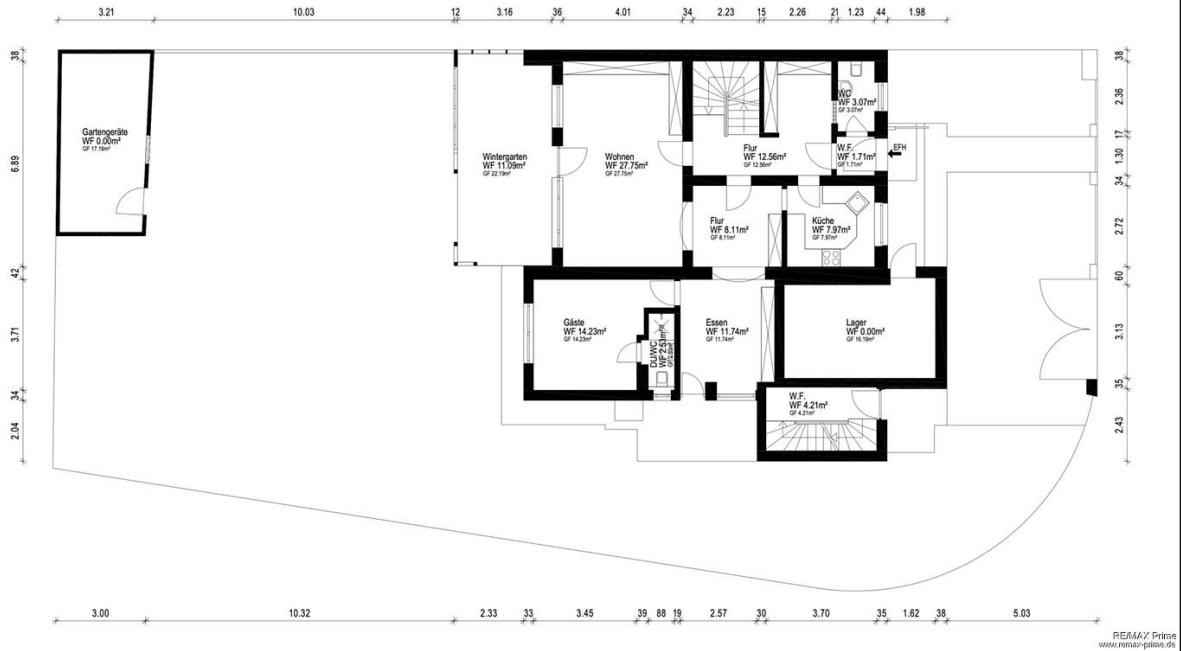 3.21 10.03 12 3.16 36 4.01 34 2.23 15 2.26 21 1.23 44 1.98
38
6.89
42
3.71
34
2.04
38
2.36
17
1.30
34
2.72
60
3.13
35
2.43
Gartengeräte
WF 0.00m²
GF 17.16m²
Wintergarten
WF 11.09m²
GF 22.19m²
Wohnen
WF 27.75m²
GF 27.75m²
Flur
WF 12.56m²
GF 12.56m²
WC
WF 3.07m²
GF 3.07m²
W.F.
WF 1.71m²
GF 1.71m²
EFH
Flur
WF 8.11m²
GF 8.11m²
Küche
WF 7.97m²
GF 7.97m²
Gäste
WF 14.23m²
GF 14.23m²
DU/WC
WF 2.53m²
GF 2.53m²
Essen
WF 11.74m²
GF 11.74m²
Lager
WF 0.00m²
GF 16.19m²
W.F.
WF 4.21m²
GF 4.21m²
3.00 10.32 2.33 33 3.45 39 88 19 2.57 30 3.70 35 1.62 38 5.03
RE/MAX Prime
www.remax-prime.de